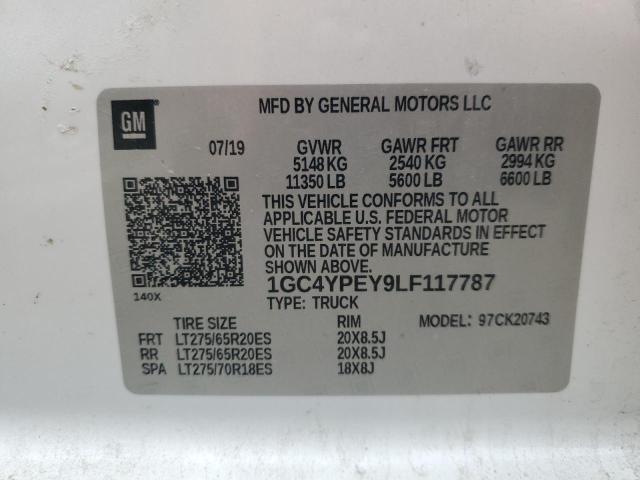 GM
MFD BY GENERAL MOTORS LLC
07/19 GVWR GAWR FRT GAWR RR
5148 KG 2540 KG 2994 KG
11350 LB 5600 LB 6600 LB
THIS VEHICLE CONFORMS TO ALL
APPLICABLE U.S. FEDERAL MOTOR
VEHICLE SAFETY STANDARDS IN EFFECT
ON THE DATE OF MANUFACTURE
SHOWN ABOVE.
140X
1GC4YPEY9LF117787
TYPE: TRUCK
TIRE SIZE RIM MODEL: 97CK20743
FRT LT275/65R20ES 20X8.5J
RR LT275/65R20ES 20X8.5J
SPA LT275/70R18ES 18X8J